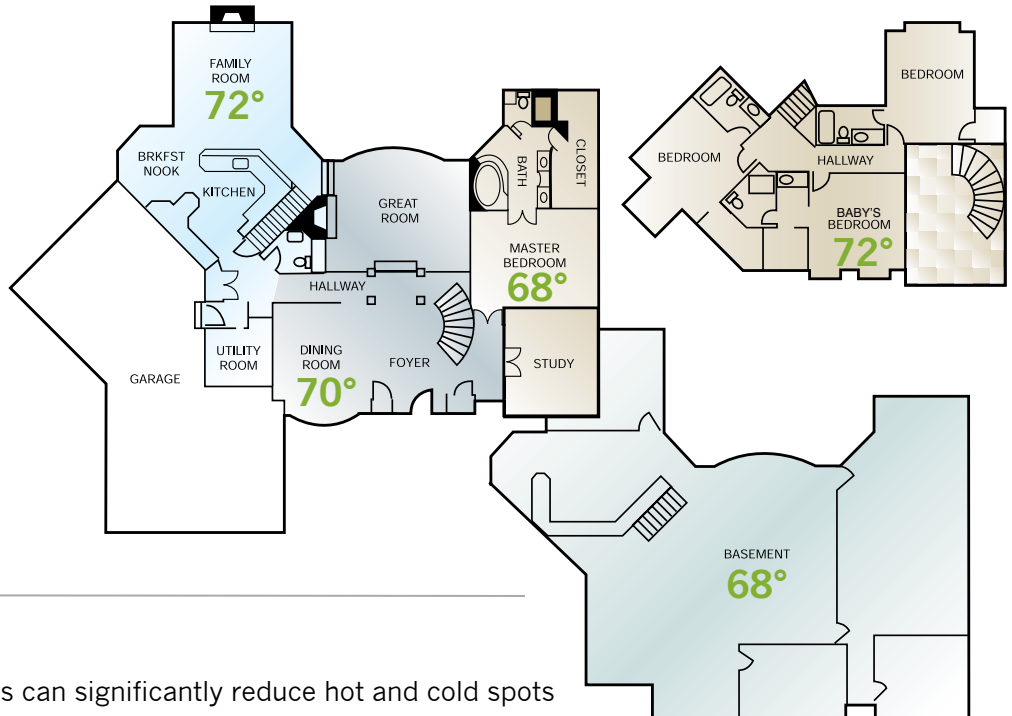 FAMILY
ROOM
72°
BRKFST
NOOK
KITCHEN
GREAT
ROOM
BATH
CLOSET
MASTER
BEDROOM
68°
HALLWAY
UTILITY
ROOM
DINING
ROOM
70°
FOYER
STUDY
GARAGE
BEDROOM
BEDROOM
HALLWAY
BABY'S
BEDROOM
72°
BASEMENT
68°
s can significantly reduce hot and cold spots